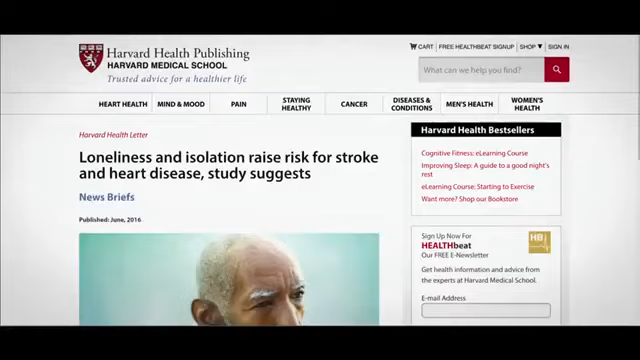 Harvard Health Publishing
HARVARD MEDICAL SCHOOL
Trusted advice for a healthier life
CART
FREE HEALTHBEAT SIGNUP
SHOP
SIGN IN
What can we help you find?
HEART HEALTH
MIND & MOOD
PAIN
STAYING
HEALTHY
CANCER
DISEASES &
CONDITIONS
MEN'S HEALTH
WOMEN'S
HEALTH
Harvard Health Letter
Loneliness and isolation raise risk for stroke
and heart disease, study suggests
News Briefs
Published: June, 2016
Harvard Health Bestsellers
Cognitive Fitness: eLearning Course
Improving Sleep: A guide to a good night's
rest
eLearning Course: Starting to Exercise
Want more? Shop our Bookstore
Sign Up Now For
HEALTHbeat
Our FREE E-Newsletter
HB
Get health information and advice from
the experts at Harvard Medical School.
E-mail Address